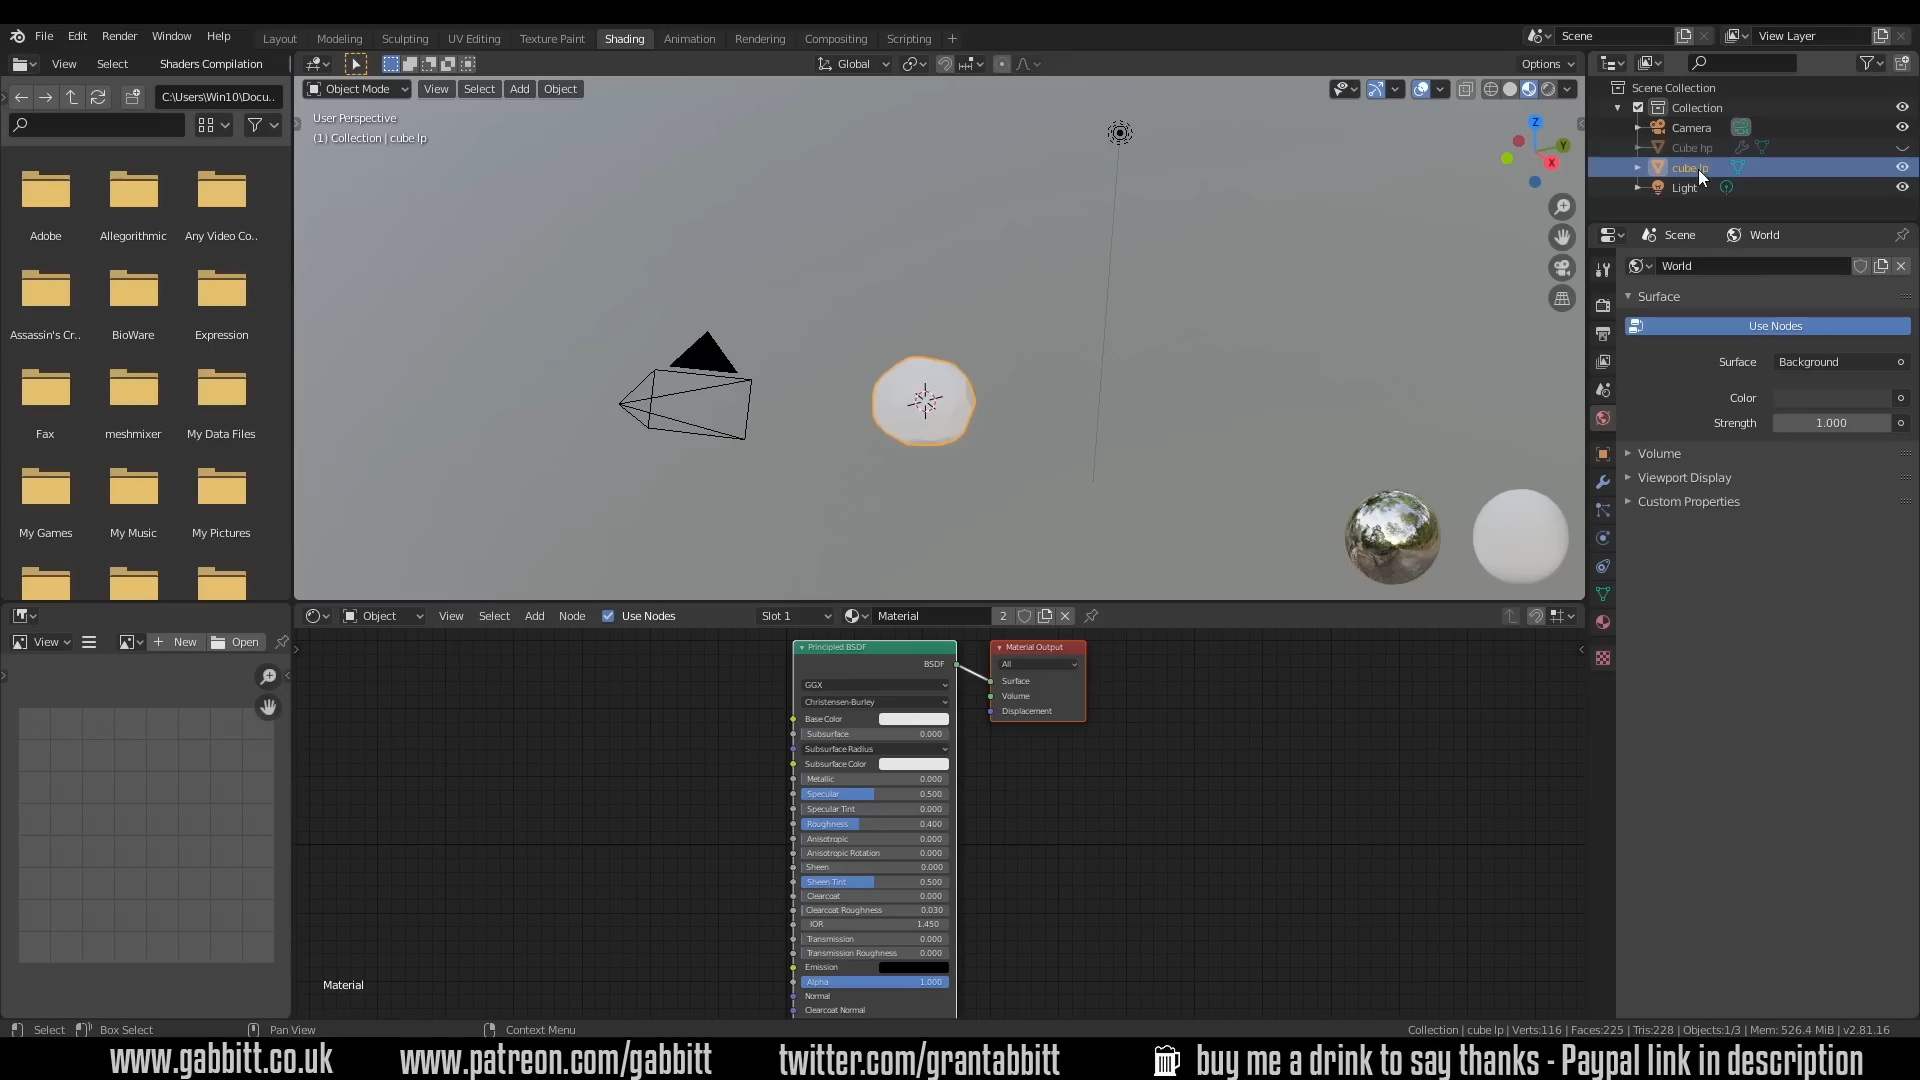 File Edit Render Window Help
Layout Modeling Sculpting UV Editing Texture Paint Shading Animation Rendering Compositing Scripting
Scene
View Layer
View Select Shaders Compilation
Global
Options
C:\Users\Win10\Docu..
Object Mode View Select Add Object
User Perspective
(1) Collection | cube lp
Z
Y
X
Adobe Allegorithmic Any Video Co..
Assassin's Cr.. BioWare Expression
Fax meshmixer My Data Files
My Games My Music My Pictures
Scene Collection
Collection
Camera
Cube hp
cube lp
Light
Scene World
World
Surface
Use Nodes
Surface Background
Color
Strength 1.000
Volume
Viewport Display
Custom Properties
Object View Select Add Node Use Nodes Slot 1 Material 2
View New Open
Principled BSDF
BSDF
GGX
Christensen-Burley
Base Color
Subsurface 0.000
Subsurface Radius
Subsurface Color
Metallic 0.000
Specular 0.500
Specular Tint 0.000
Roughness 0.400
Anisotropic 0.000
Anisotropic Rotation 0.000
Sheen 0.000
Sheen Tint 0.500
Clearcoat 0.000
Clearcoat Roughness 0.030
IOR 1.450
Transmission 0.000
Transmission Roughness 0.000
Emission
Alpha 1.000
Normal
Clearcoat Normal
Material Output
All
Surface
Volume
Displacement
Material
Select Box Select Pan View Context Menu
Collection | cube lp | Verts:116 | Faces:225 | Tris:228 | Objects:1/3 | Mem: 526.4 MiB | v2.81.16
www.gabbitt.co.uk www.patreon.com/gabbitt twitter.com/grantabbitt buy me a drink to say thanks - Paypal link in description